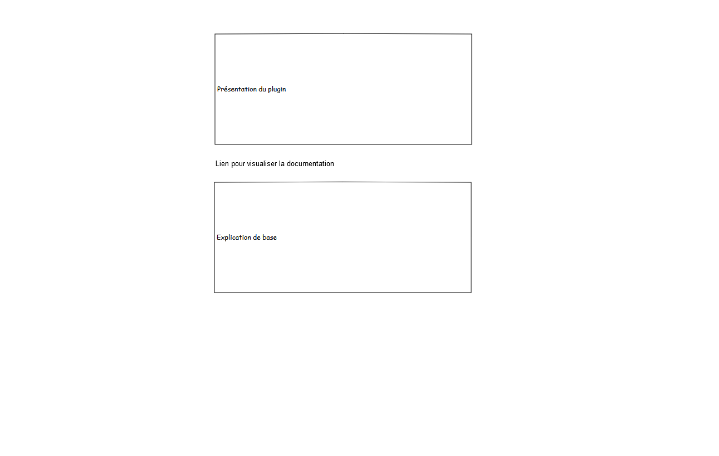 Présentation du plugin
Lien pour visualiser la documentation
Explication de base